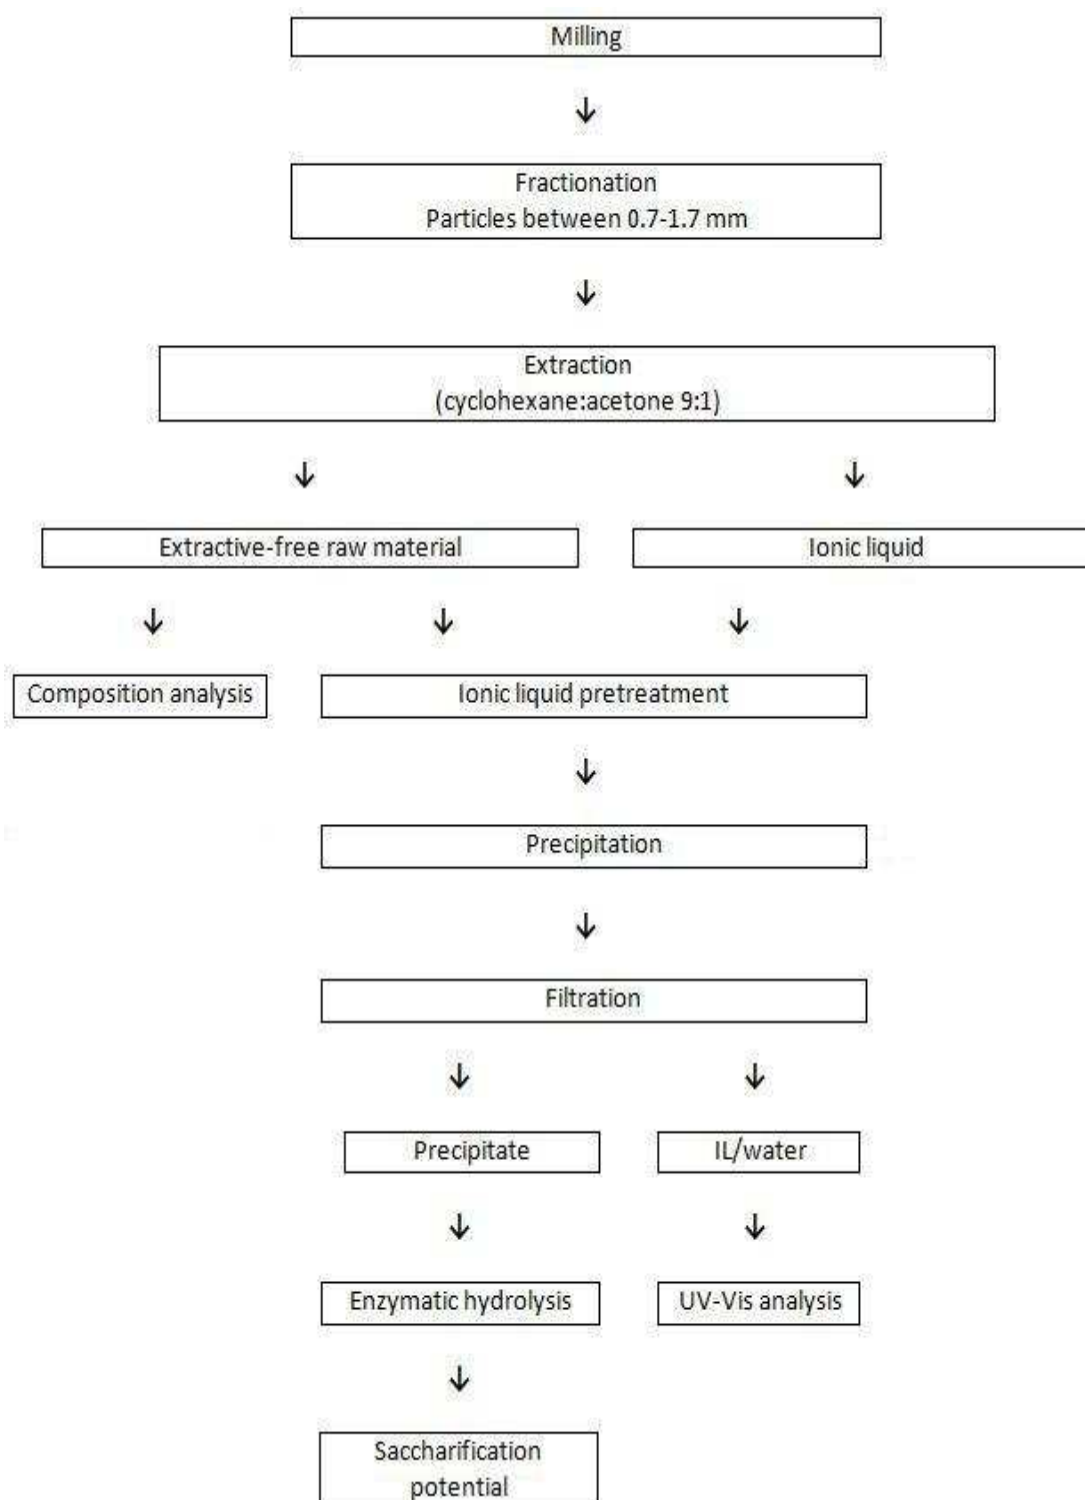 Milling
Fractionation
Particles between 0.7-1.7 mm
Extraction
(cyclohexane:acetone 9:1)
Extractive-free raw material
Ionic liquid
Composition analysis
Ionic liquid pretreatment
Precipitation
Filtration
Precipitate
IL/water
Enzymatic hydrolysis
UV-Vis analysis
Saccharification
potential